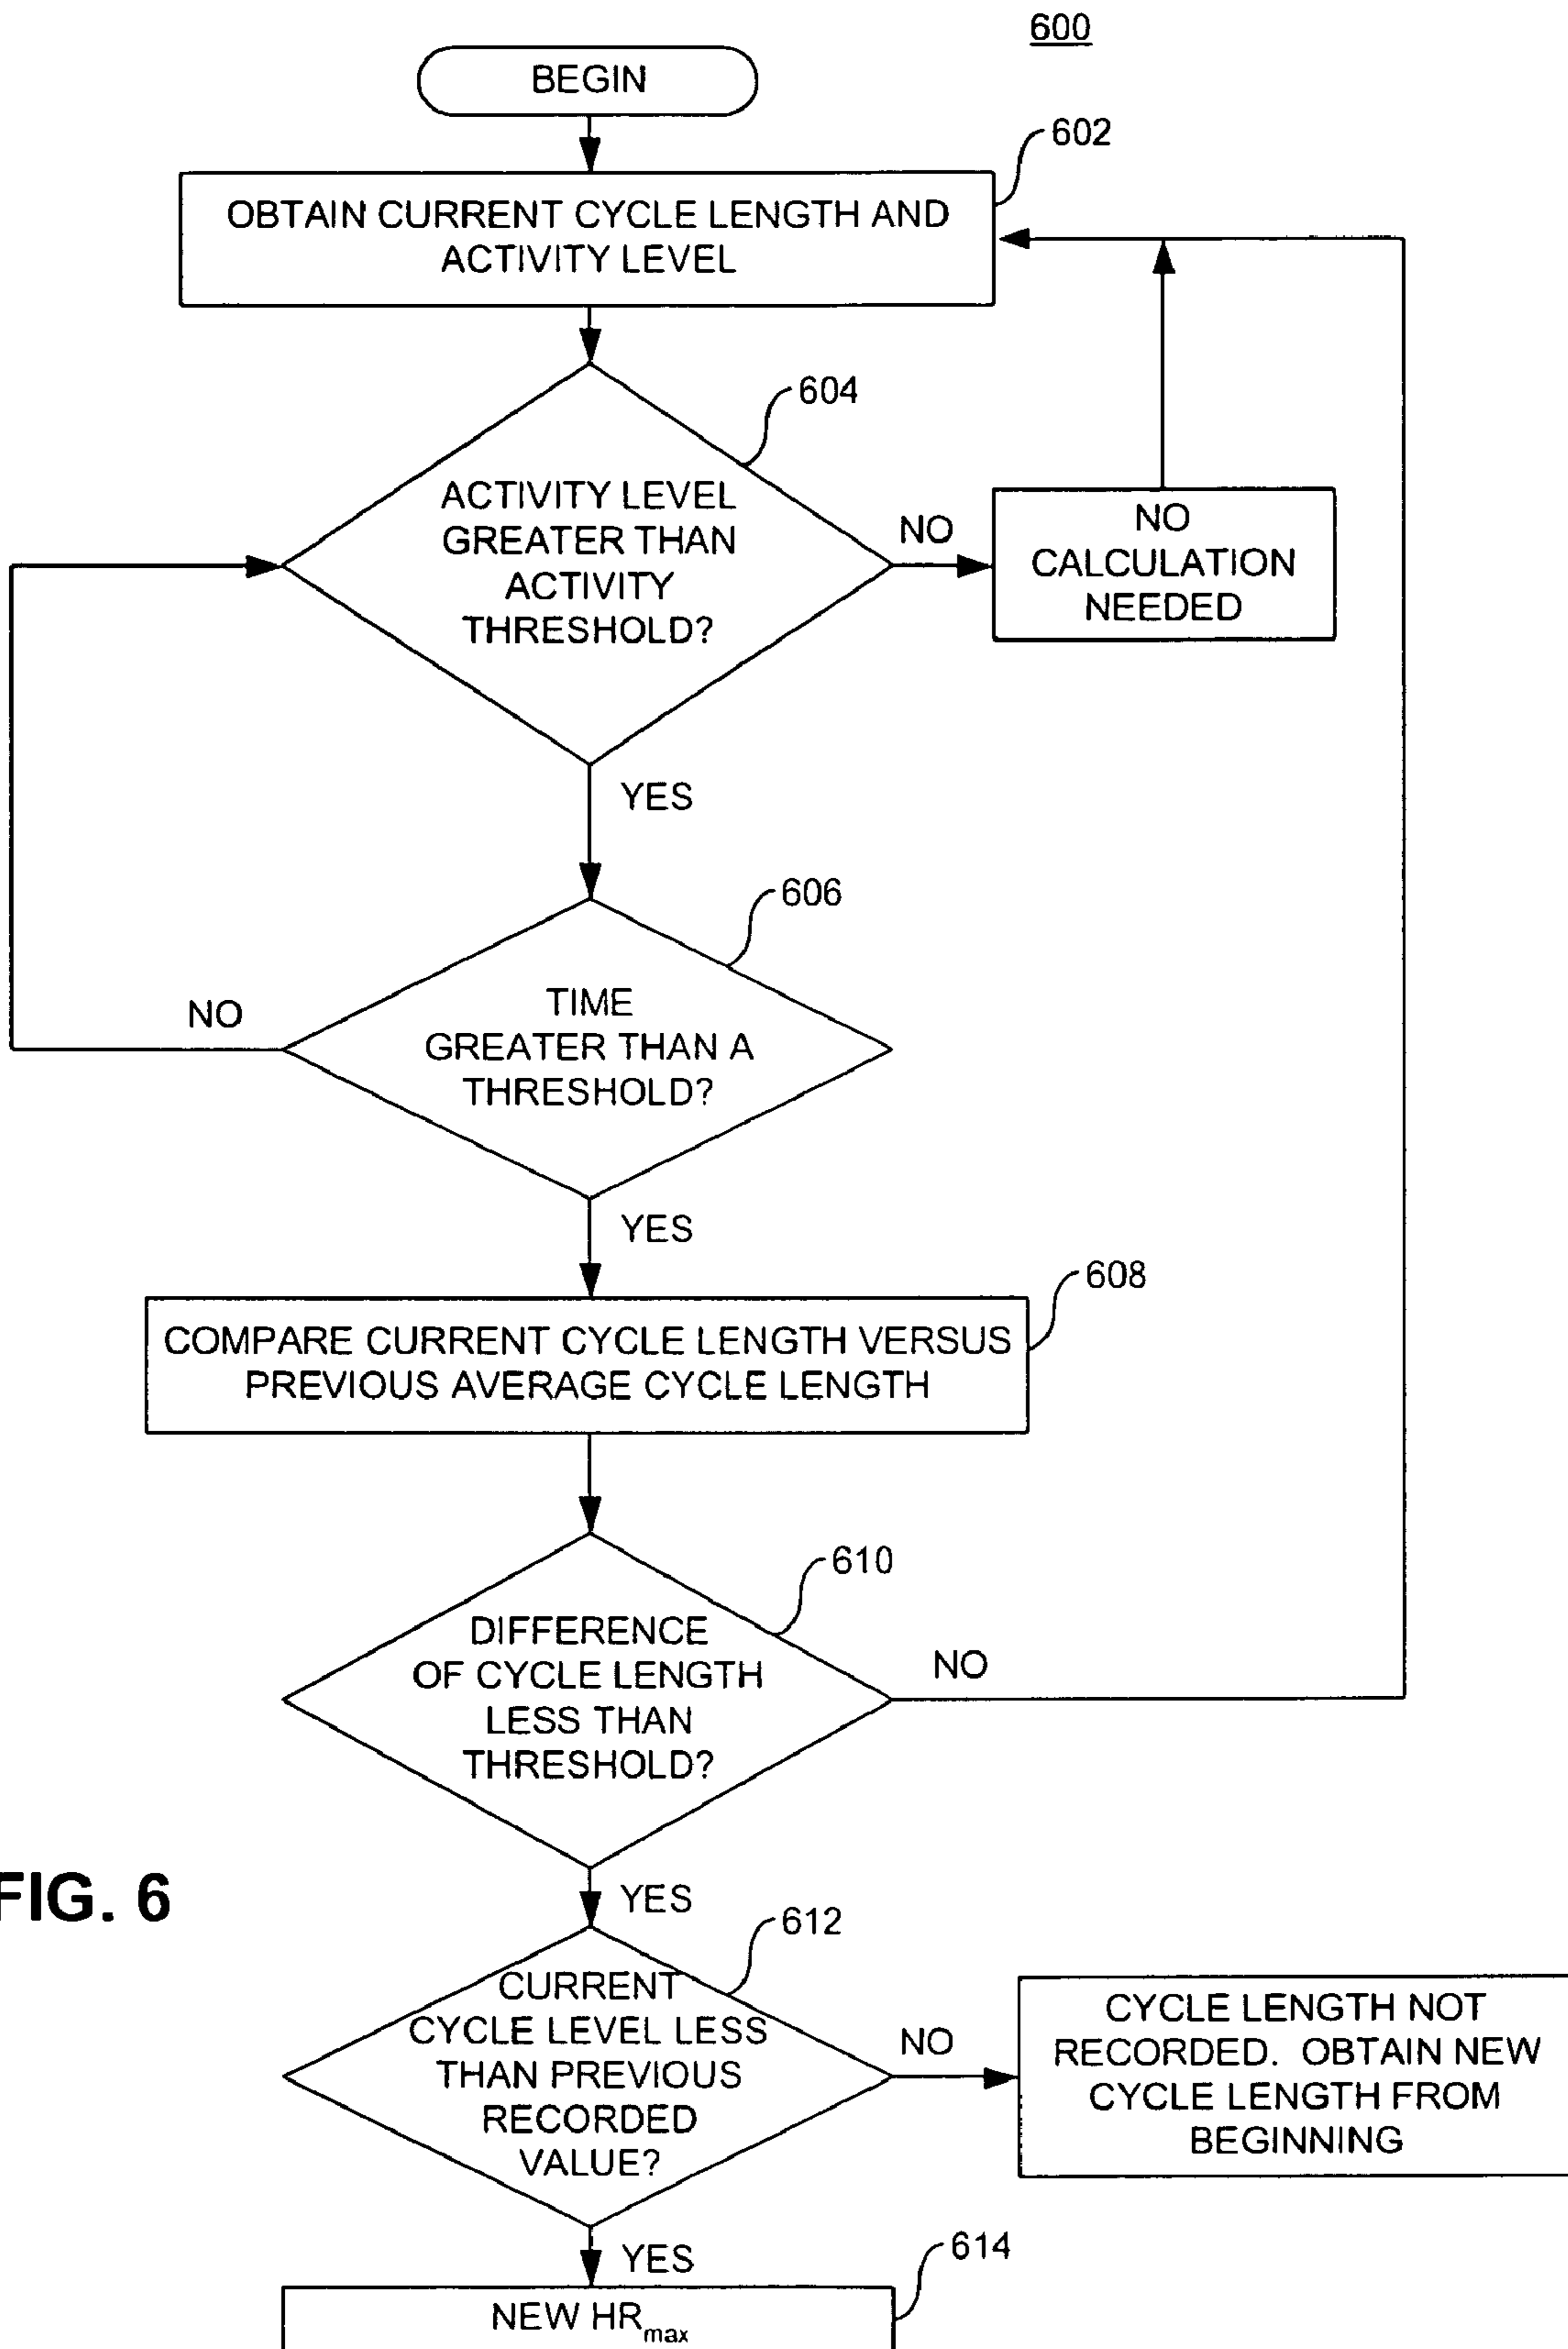 600
BEGIN
602
OBTAIN CURRENT CYCLE LENGTH AND
ACTIVITY LEVEL
604
ACTIVITY LEVEL
GREATER THAN
ACTIVITY
THRESHOLD?
NO
NO
CALCULATION
NEEDED
YES
606
TIME
GREATER THAN A
THRESHOLD?
NO
YES
608
COMPARE CURRENT CYCLE LENGTH VERSUS
PREVIOUS AVERAGE CYCLE LENGTH
610
DIFFERENCE
OF CYCLE LENGTH
LESS THAN
THRESHOLD?
NO
YES
FIG. 6
612
CURRENT
CYCLE LEVEL LESS
THAN PREVIOUS
RECORDED
VALUE?
NO
CYCLE LENGTH NOT
RECORDED. OBTAIN NEW
CYCLE LENGTH FROM
BEGINNING
YES
614
NEW HRmax